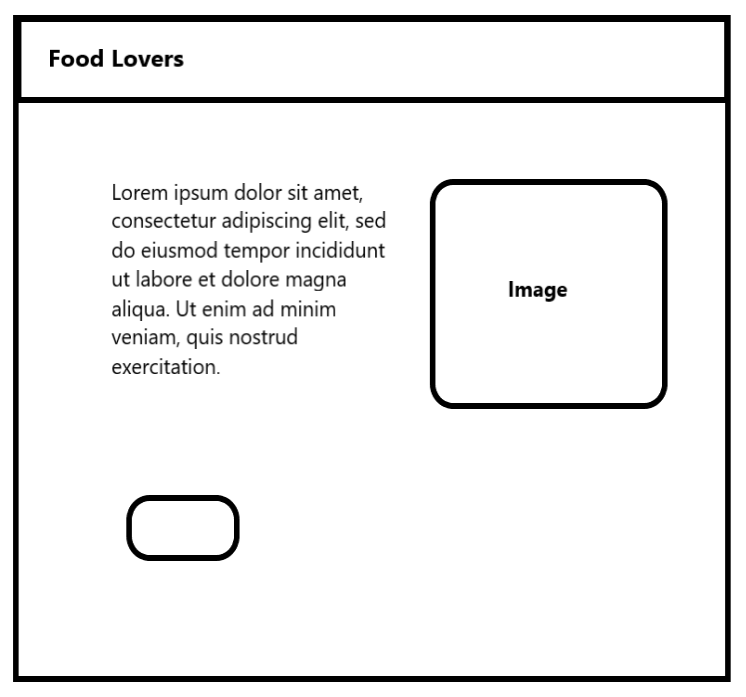 Food Lovers
Lorem ipsum dolor sit amet,
consectetur adipiscing elit, sed
do eiusmod tempor incididunt
ut labore et dolore magna
aliqua. Ut enim ad minim
veniam, quis nostrud
exercitation.
Image